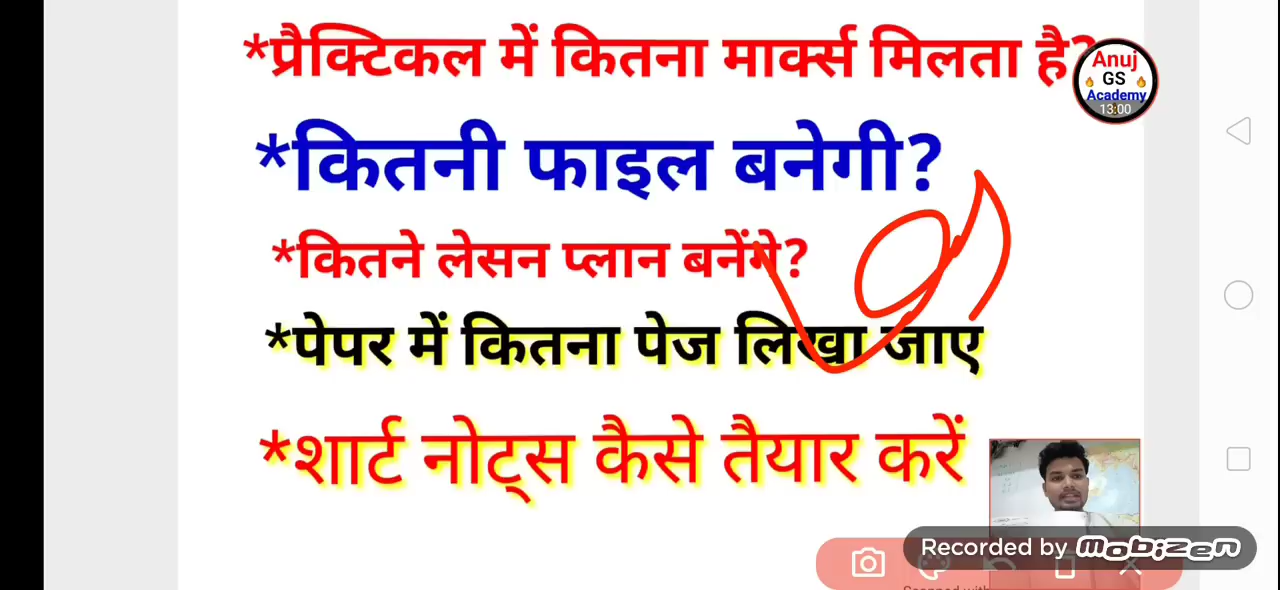 *प्रैक्टिकल में कितना मार्क्स मिलता है?
Anuj
GS
Academy
13:00
*कितनी फाइल बनेगी?
*कितने लेसन प्लान बनेंगे?
*पेपर में कितना पेज लिखा जाए
*शार्ट नोट्स कैसे तैयार करें
Recorded by Mobizen